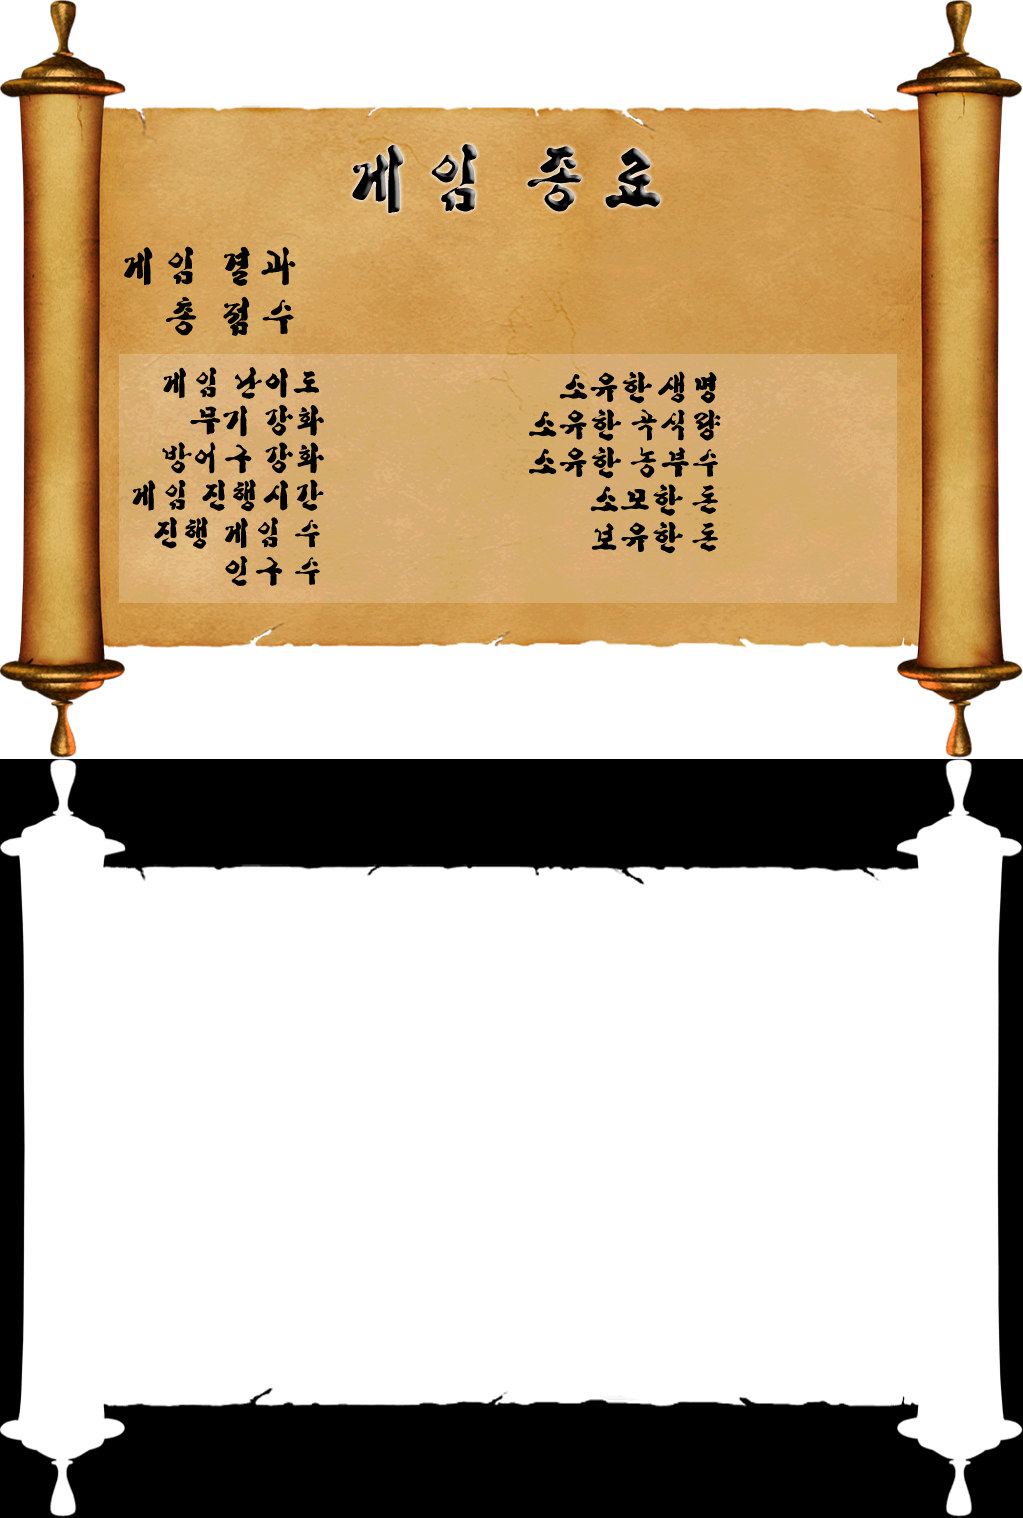 게임 종료
게임 결과
총 점수
게임 난이도
무기 강화
방어구 강화
게임 진행시간
진행 게임 수
인구 수
소유한 생명
소유한 곡식량
소유한 농부수
소모한 돈
보유한 돈